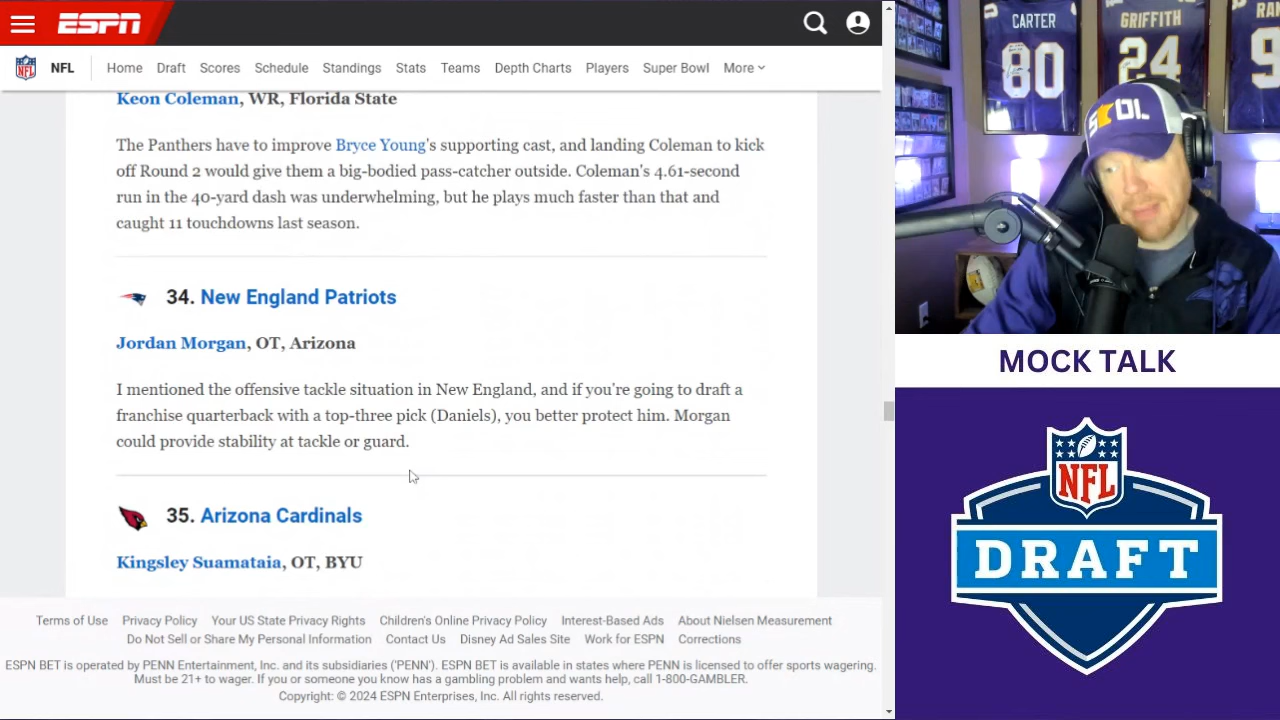 ESPN
NFL Home Draft Scores Schedule Standings Stats Teams Depth Charts Players Super Bowl More
Keon Coleman, WR, Florida State
The Panthers have to improve Bryce Young's supporting cast, and landing Coleman to kick
off Round 2 would give them a big-bodied pass-catcher outside. Coleman's 4.61-second
run in the 40-yard dash was underwhelming, but he plays much faster than that and
caught 11 touchdowns last season.
34. New England Patriots
Jordan Morgan, OT, Arizona
I mentioned the offensive tackle situation in New England, and if you're going to draft a
franchise quarterback with a top-three pick (Daniels), you better protect him. Morgan
could provide stability at tackle or guard.
35. Arizona Cardinals
Kingsley Suamataia, OT, BYU
Terms of Use Privacy Policy Your US State Privacy Rights Children's Online Privacy Policy Interest-Based Ads About Nielsen Measurement
Do Not Sell or Share My Personal Information Contact Us Disney Ad Sales Site Work for ESPN Corrections
ESPN BET is operated by PENN Entertainment, Inc. and its subsidiaries ('PENN'). ESPN BET is available in states where PENN is licensed to offer sports wagering.
Must be 21+ to wager. If you or someone you know has a gambling problem and wants help, call 1-800-GAMBLER.
Copyright: © 2024 ESPN Enterprises, Inc. All rights reserved.
CARTER
80
GRIFFITH
24
9
MOCK TALK
NFL
DRAFT